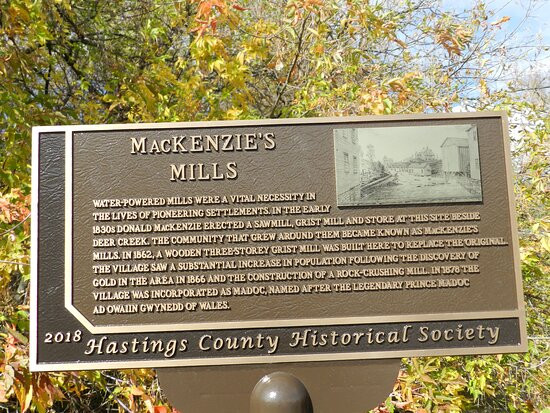 MacKENZIE'S
MILLS
WATER-POWERED MILLS WERE A VITAL NECESSITY IN
THE LIVES OF PIONEERING SETTLEMENTS. IN THE EARLY
1830s DONALD MacKENZIE ERECTED A SAWMILL, GRIST MILL AND STORE AT THIS SITE BESIDE
DEER CREEK. THE COMMUNITY THAT GREW AROUND THEM BECAME KNOWN AS MacKENZIE'S
MILLS. IN 1862, A WOODEN THREE-STOREY GRIST MILL WAS BUILT HERE TO REPLACE THE ORIGINAL.
THE VILLAGE SAW A SUBSTANTIAL INCREASE IN POPULATION FOLLOWING THE DISCOVERY OF
GOLD IN THE AREA IN 1866 AND THE CONSTRUCTION OF A ROCK-CRUSHING MILL. IN 1878 THE
VILLAGE WAS INCORPORATED AS MADOC, NAMED AFTER THE LEGENDARY PRINCE MADOC
AD OWAIIN GWYNEDD OF WALES.
2018 Hastings County Historical Society